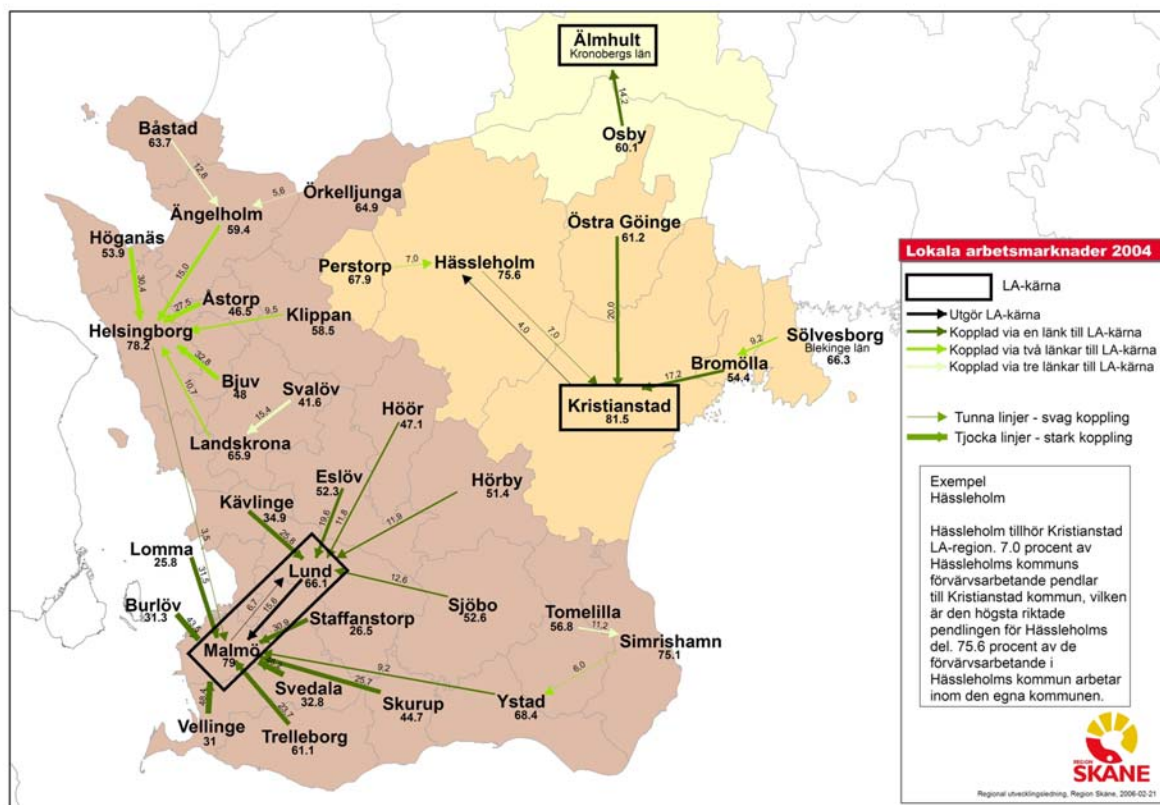 Älmhult
Kronobergs län
14,2
Osby
60.1
Båstad
63.7
12,8
5,6
Örkelljunga
64.9
Ängelholm
59.4
Höganäs
53.9
30,4
15,0
Östra Göinge
61.2
Perstorp
67.9
7,0
Hässleholm
75.6
27,5
Åstorp
46.5
9,5
Klippan
58.5
Helsingborg
78.2
4,0
7,0
20,0
Sölvesborg
Blekinge län
66.3
9,2
Bromölla
54.4
17,2
32,8
Bjuv
48
10,7
Svalöv
41.6
15,4
Landskrona
65.9
Höör
47.1
Kristianstad
81.5
Eslöv
52.3
Hörby
51.4
Kävlinge
34.9
25,8
19,6
11,8
11,9
3,5
Lomma
25.8
31,5
Lund
66.1
12,6
Sjöbo
52.6
Burlöv
31.3
6,7
15,6
Staffanstorp
26.5
30,9
Tomelilla
56.8
11,2
Simrishamn
75.1
Malmö
79
9,2
6,0
Svedala
32.8
25,7
Skurup
44.7
Ystad
68.4
Vellinge
31
23,7
Trelleborg
61.1
Lokala arbetsmarknader 2004
LA-kärna
Utgör LA-kärna
Kopplad via en länk till LA-kärna
Kopplad via två länkar till LA-kärna
Kopplad via tre länkar till LA-kärna
Tunna linjer - svag koppling
Tjocka linjer - stark koppling
Exempel
Hässleholm
Hässleholm tillhör Kristianstad
LA-region. 7.0 procent av
Hässleholms kommuns
förvärvsarbetande pendlar
till Kristianstad kommun, vilken
är den högsta riktade
pendlingen för Hässleholms
del. 75.6 procent av de
förvärvsarbetande i
Hässleholms kommun arbetar
inom den egna kommunen.
REGION
SKÅNE
Regional utvecklingsledning, Region Skåne, 2006-02-21